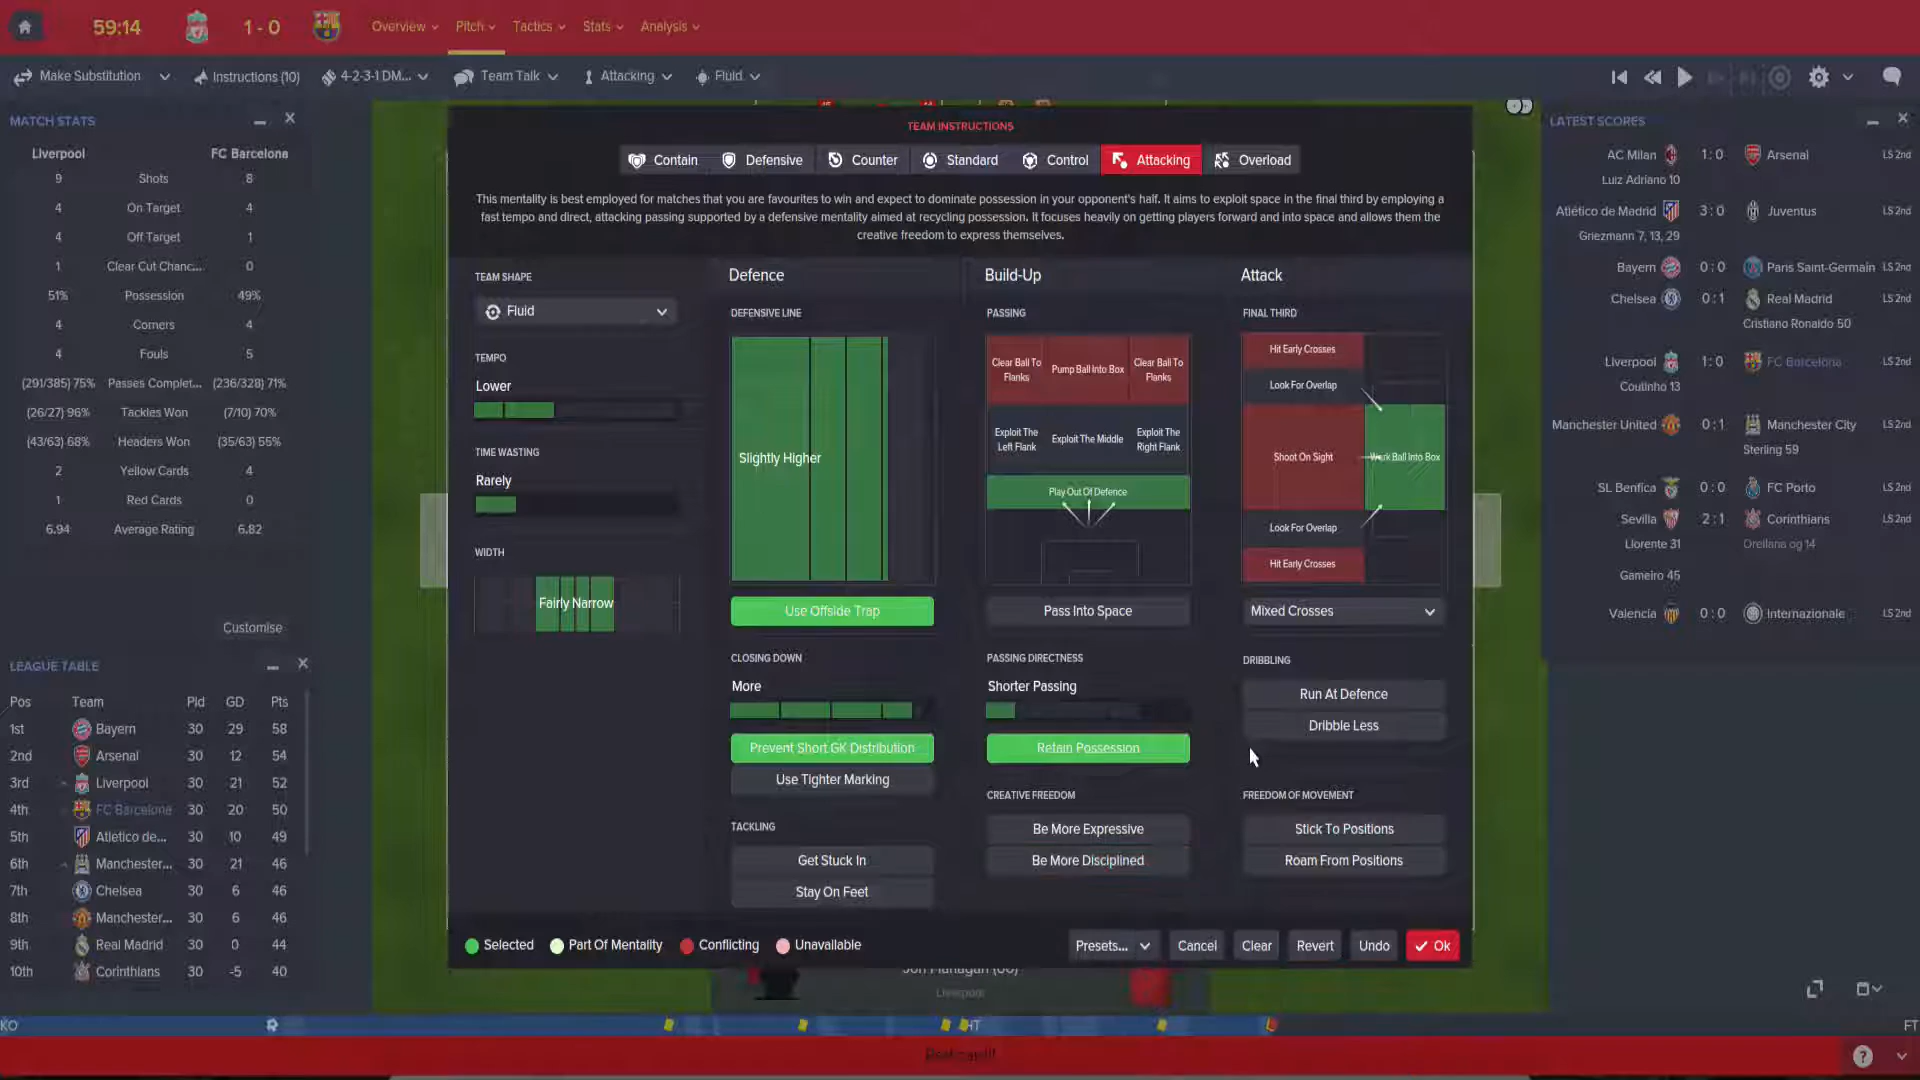 59:14 1 - 0 Overview Pitch Tactics Stats Analysis
Make Substitution Instructions (10) 4-2-3-1 DM... Team Talk Attacking Fluid
MATCH STATS
Liverpool FC Barcelona
9 Shots 8
4 On Target 4
4 Off Target 1
1 Clear Cut Chanc... 0
51% Possession 49%
4 Corners 4
4 Fouls 5
(291/385) 75% Passes Complet... (236/328) 71%
(26/27) 96% Tackles Won (7/10) 70%
(43/63) 68% Headers Won (35/63) 55%
2 Yellow Cards 4
1 Red Cards 0
6.94 Average Rating 6.82
Customise
LEAGUE TABLE
Pos Team Pld GD Pts
1st Bayern 30 29 58
2nd Arsenal 30 12 54
3rd Liverpool 30 21 52
4th FC Barcelona 30 20 50
5th Atlético de... 30 10 49
6th Manchester... 30 21 46
7th Chelsea 30 6 46
8th Manchester... 30 6 46
9th Real Madrid 30 0 44
10th Corinthians 30 -5 40
TEAM INSTRUCTIONS
Contain Defensive Counter Standard Control Attacking Overload
This mentality is best employed for matches that you are favourites to win and expect to dominate possession in your opponent's half. It aims to exploit space in the final third by employing a
fast tempo and direct, attacking passing supported by a defensive mentality aimed at recycling possession. It focuses heavily on getting players forward and into space and allows them the
creative freedom to express themselves.
TEAM SHAPE
Fluid
TEMPO
Lower
TIME WASTING
Rarely
WIDTH
Fairly Narrow
Defence
DEFENSIVE LINE
Slightly Higher
Use Offside Trap
CLOSING DOWN
More
Prevent Short GK Distribution
Use Tighter Marking
TACKLING
Get Stuck In
Stay On Feet
Build-Up
PASSING
Clear Ball To Flanks Pump Ball Into Box Clear Ball To Flanks
Exploit The Left Flank Exploit The Middle Exploit The Right Flank
Play Out Of Defence
Pass Into Space
PASSING DIRECTNESS
Shorter Passing
Retain Possession
CREATIVE FREEDOM
Be More Expressive
Be More Disciplined
Attack
FINAL THIRD
Hit Early Crosses
Look For Overlap
Shoot On Sight Work Ball Into Box
Look For Overlap
Hit Early Crosses
Mixed Crosses
DRIBBLING
Run At Defence
Dribble Less
FREEDOM OF MOVEMENT
Stick To Positions
Roam From Positions
Selected Part Of Mentality Conflicting Unavailable
Presets... Cancel Clear Revert Undo Ok
LATEST SCORES
AC Milan 1:0 Arsenal LS 2nd
Luiz Adriano 10
Atlético de Madrid 3:0 Juventus LS 2nd
Griezmann 7, 13, 29
Bayern 0:0 Paris Saint-Germain LS 2nd
Chelsea 0:1 Real Madrid LS 2nd
Cristiano Ronaldo 50
Liverpool 1:0 FC Barcelona LS 2nd
Coutinho 13
Manchester United 0:1 Manchester City LS 2nd
Sterling 59
SL Benfica 0:0 FC Porto LS 2nd
Sevilla 2:1 Corinthians LS 2nd
Llorente 31 Orellana og 14
Gameiro 45
Valencia 0:0 Internazionale LS 2nd
Liverpool
KO HT FT